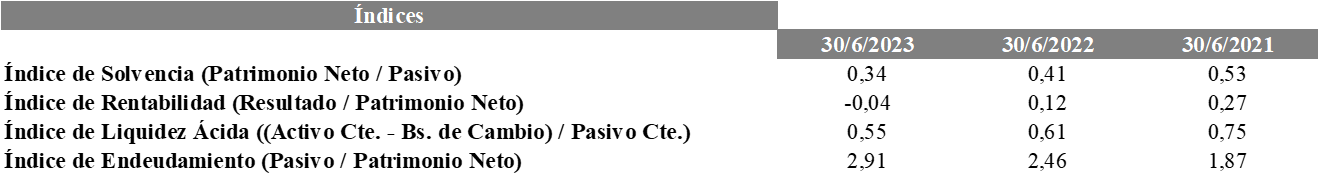 Índices
30/6/2023 30/6/2022 30/6/2021
Índice de Solvencia (Patrimonio Neto / Pasivo) 0,34 0,41 0,53
Índice de Rentabilidad (Resultado / Patrimonio Neto) -0,04 0,12 0,27
Índice de Liquidez Ácida ((Activo Cte. - Bs. de Cambio) / Pasivo Cte.) 0,55 0,61 0,75
Índice de Endeudamiento (Pasivo / Patrimonio Neto) 2,91 2,46 1,87